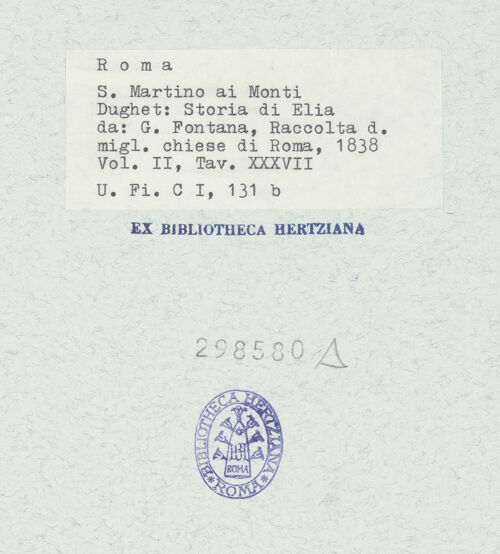 R o m a
S. Martino ai Monti
Dughet: Storia di Elia
da: G. Fontana, Raccolta d.
migl. chiese di Roma, 1838
Vol. II, Tav. XXXVII
U. Fi. C I, 131 b
EX BIBLIOTHECA HERTZIANA
298580 Δ
BIBLIOTHECA HERTZIANA
ROMA
* ROMA *